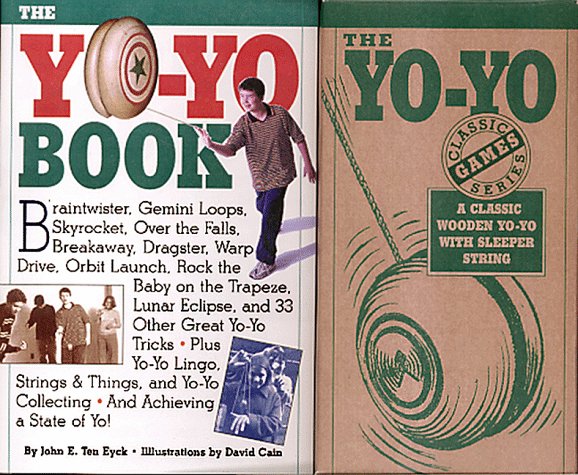 THE
YO-YO
BOOK
Braintwister, Gemini Loops,
Skyrocket, Over the Falls,
Breakaway, Dragster, Warp
Drive, Orbit Launch, Rock the
Baby on the Trapeze,
Lunar Eclipse, and 33
Other Great Yo-Yo
Tricks • Plus
Yo-Yo Lingo,
Strings & Things, and Yo-Yo
Collecting • And Achieving
a State of Yo!
By John E. Ten Eyck • Illustrations by David Cain
THE
YO-YO
CLASSIC
GAMES
SERIES
A CLASSIC
WOODEN YO-YO
WITH SLEEPER
STRING